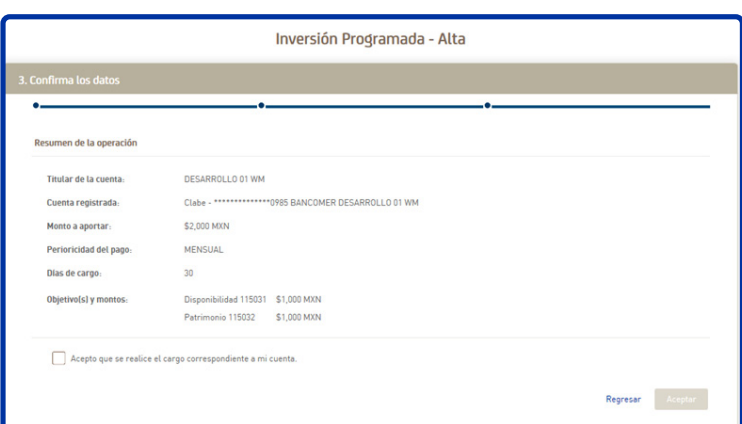 Inversión Programada - Alta
3. Confirma los datos
Resumen de la operación
Titular de la cuenta: DESARROLLO 01 WM
Cuenta registrada: Clabe - **************0985 BANCOMER DESARROLLO 01 WM
Monto a aportar: $2,000 MXN
Perioricidad del pago: MENSUAL
Días de cargo: 30
Objetivo(s) y montos: Disponibilidad 115031 $1,000 MXN
Patrimonio 115032 $1,000 MXN
Acepto que se realice el cargo correspondiente a mi cuenta.
Regresar Aceptar